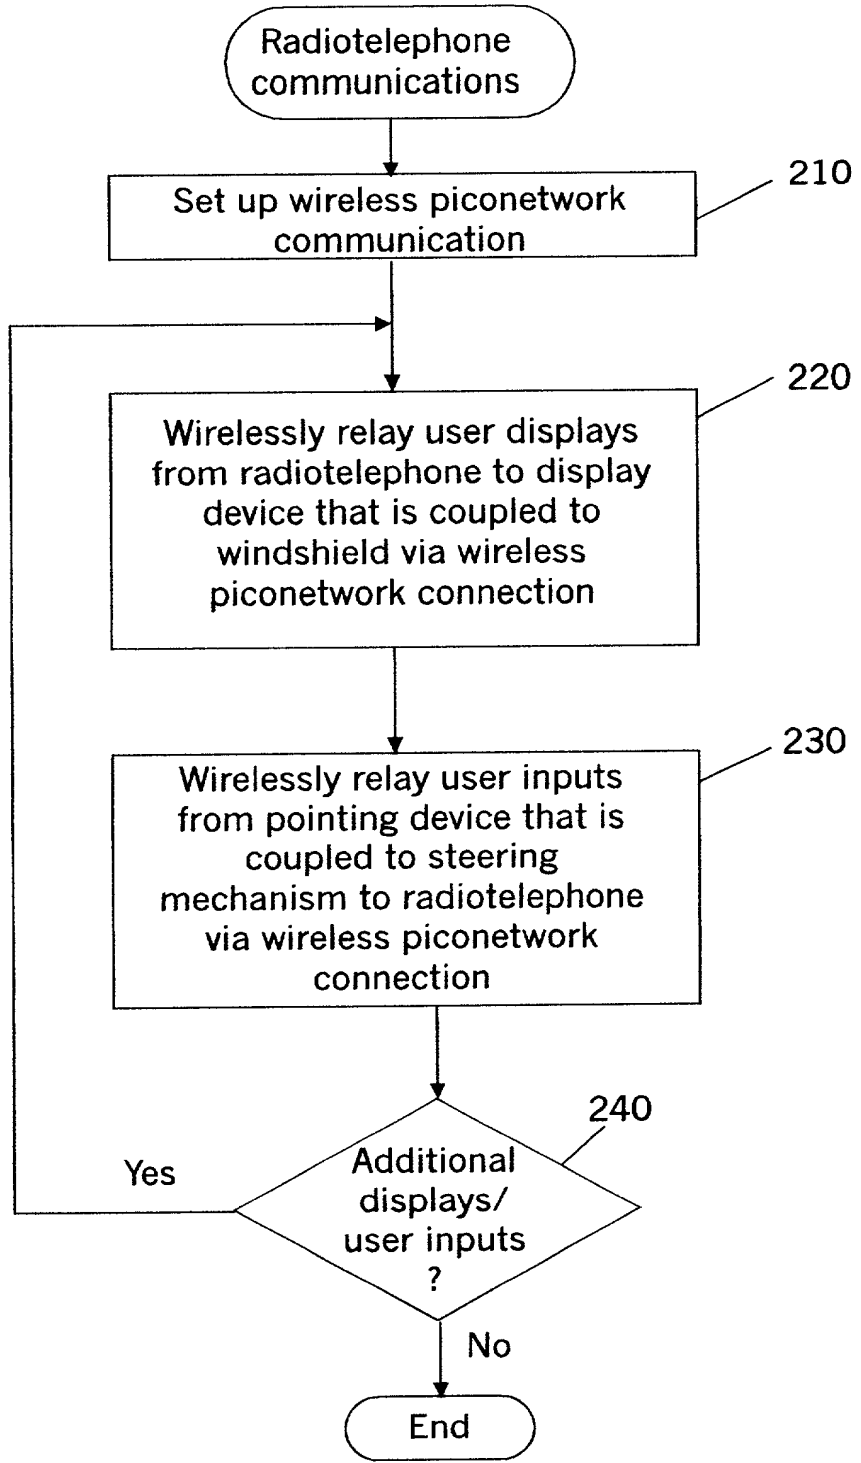 Radiotelephone
communications
210
Set up wireless piconetwork
communication
220
Wirelessly relay user displays
from radiotelephone to display
device that is coupled to
windshield via wireless
piconetwork connection
230
Wirelessly relay user inputs
from pointing device that is
coupled to steering
mechanism to radiotelephone
via wireless piconetwork
connection
240
Yes
Additional
displays/
user inputs
?
No
End